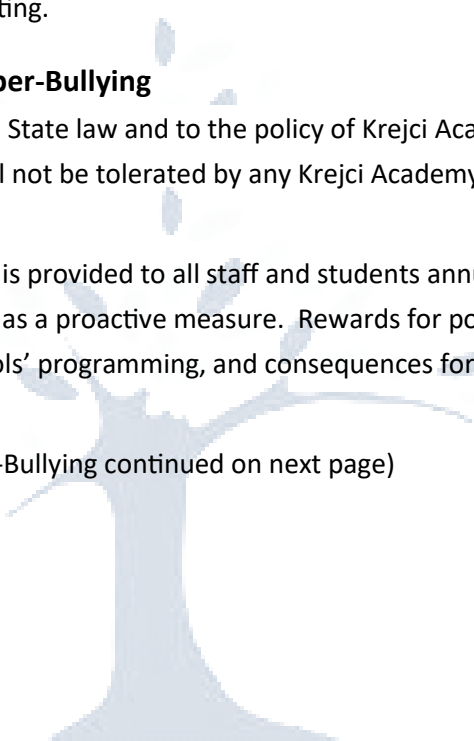 ting.
per-Bullying
State law and to the policy of Krejci Aca
l not be tolerated by any Krejci Academy
is provided to all staff and students annu
as a proactive measure.  Rewards for po
ols’ programming, and consequences for
-Bullying continued on next page)